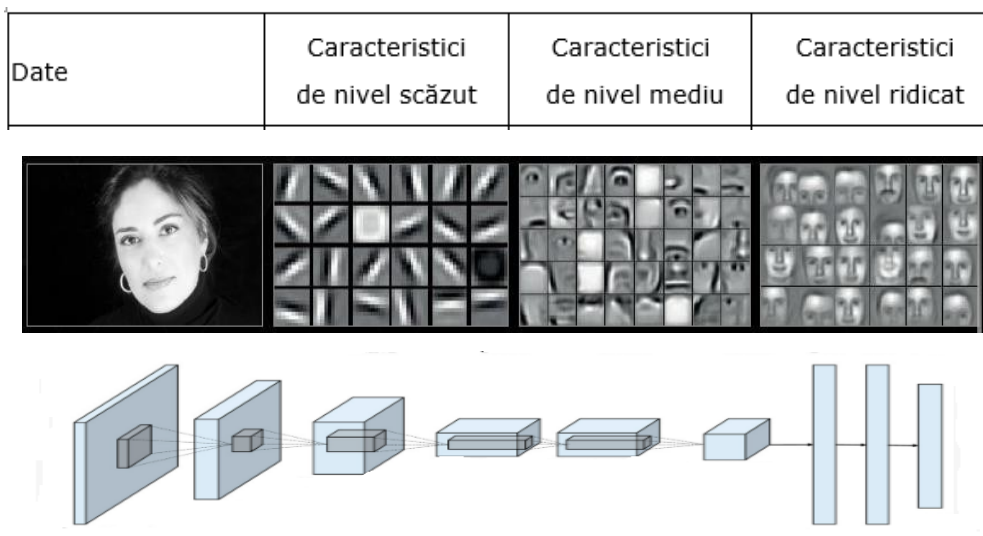 Date
Caracteristici
de nivel scăzut
Caracteristici
de nivel mediu
Caracteristici
de nivel ridicat